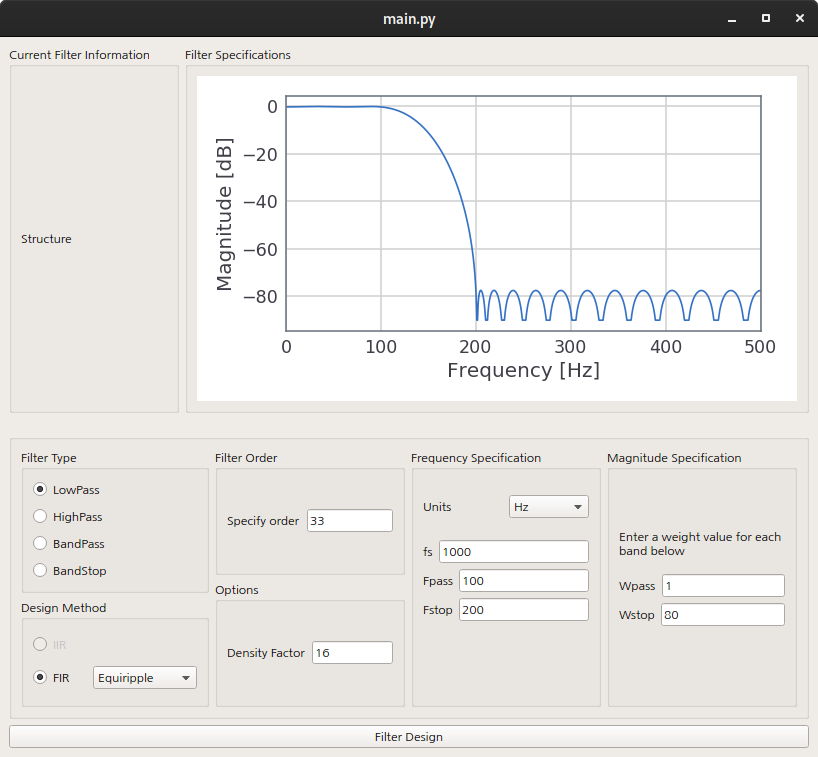 main.py
Current Filter Information
Filter Specifications
Structure
Magnitude [dB]
0
−20
−40
−60
−80
0 100 200 300 400 500
Frequency [Hz]
Filter Type
LowPass
HighPass
BandPass
BandStop
Design Method
IIR
FIR Equiripple
Filter Order
Specify order 33
Options
Density Factor 16
Frequency Specification
Units Hz
fs 1000
Fpass 100
Fstop 200
Magnitude Specification
Enter a weight value for each
band below
Wpass 1
Wstop 80
Filter Design